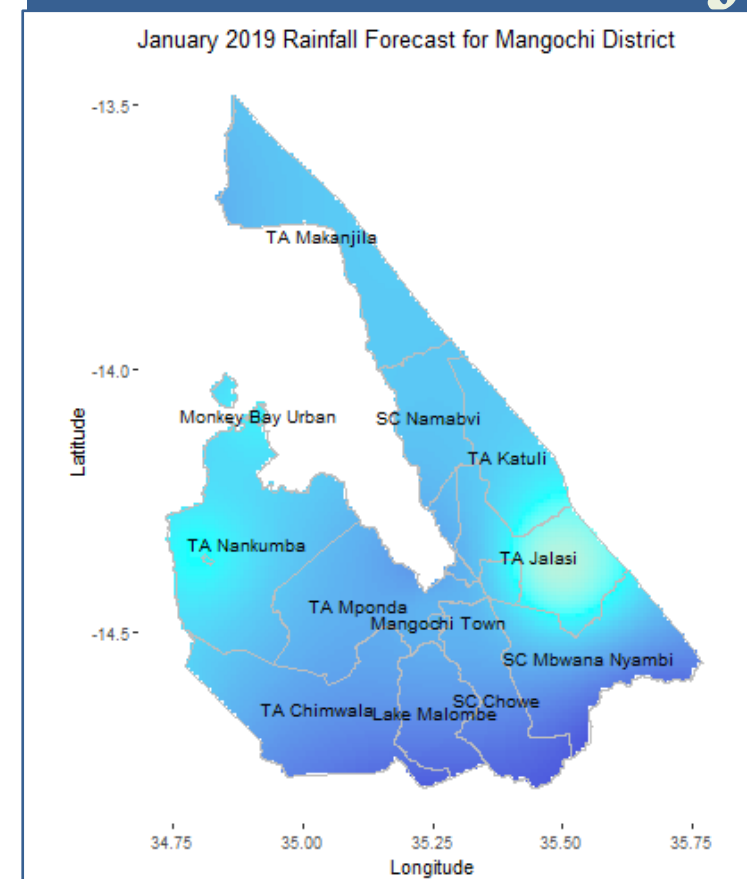 January 2019 Rainfall Forecast for Mangochi District
-13.5
TA Makanjila
-14.0
Monkey Bay Urban
SC Namabvi
Latitude
TA Katuli
TA Nankumba
TA Jalasi
TA Mponda
Mangochi Town
-14.5
SC Mbwana Nyambi
SC Chowe
TA Chimwala
Lake Malombe
34.75 35.00 35.25 35.50 35.75
Longitude